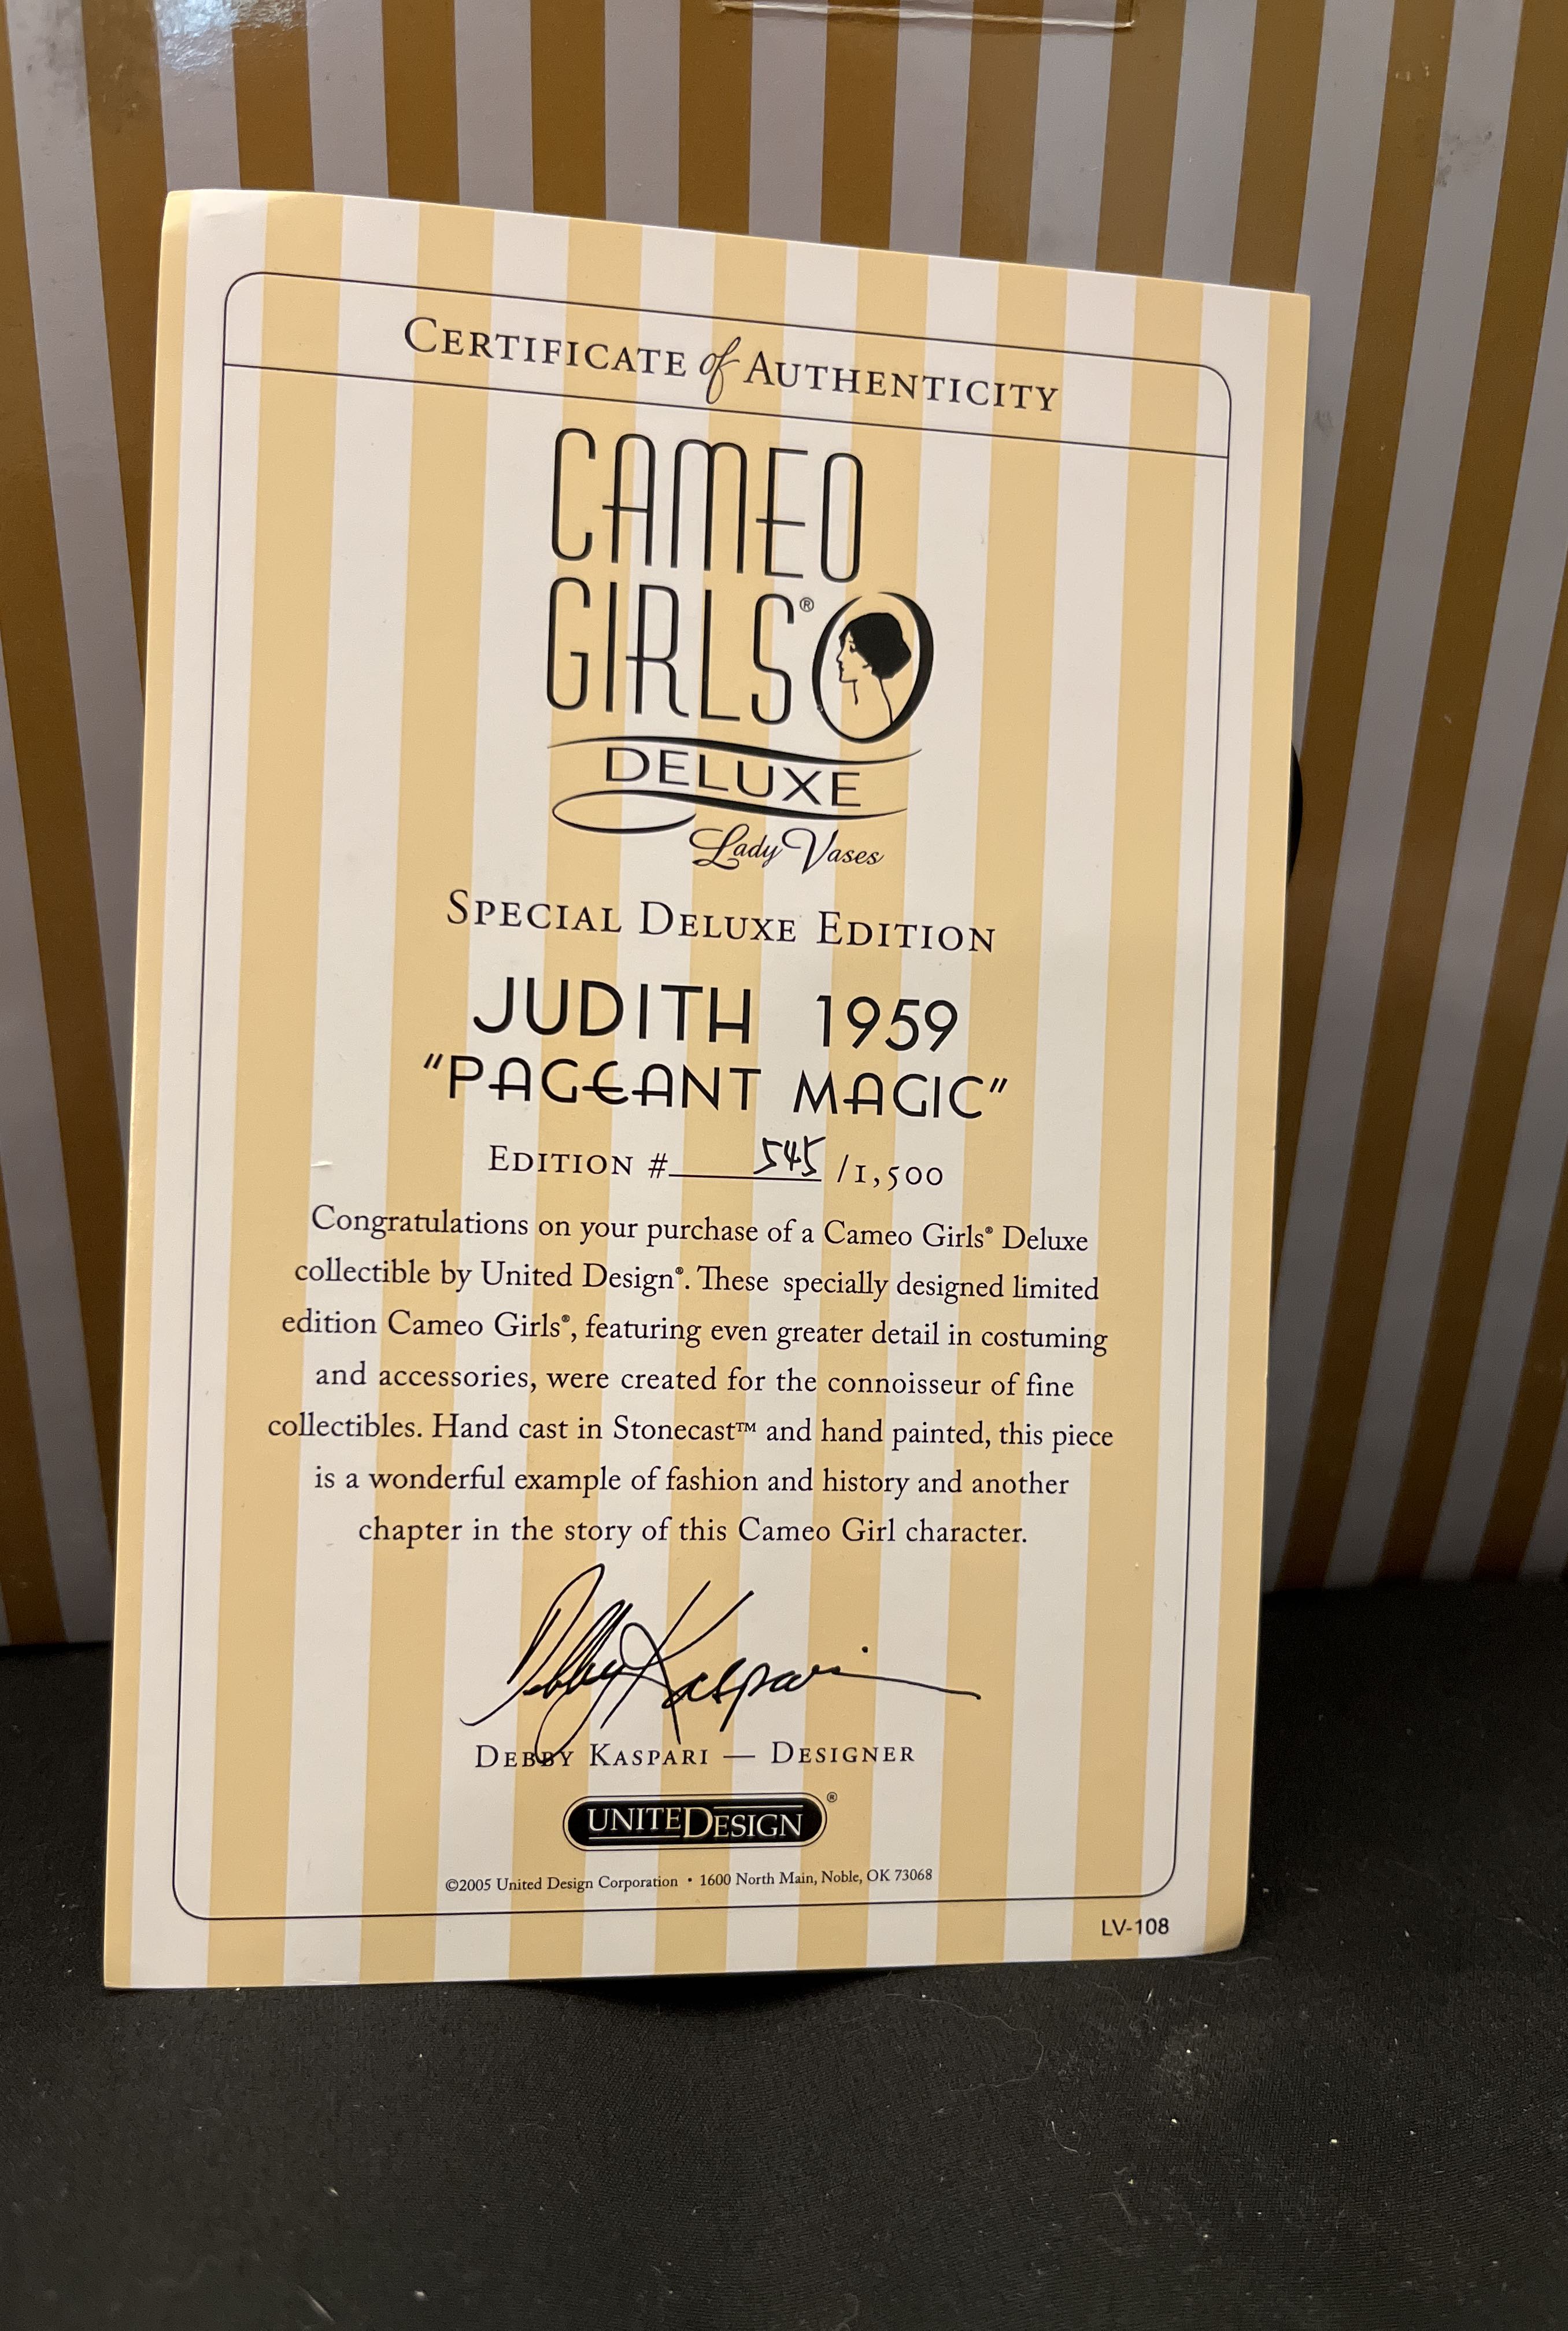 CERTIFICATE of AUTHENTICITY
CAMEO
GIRLS®
DELUXE
Lady Vases
SPECIAL DELUXE EDITION
JUDITH 1959
"PAGEANT MAGIC"
EDITION # 545 /1,500
Congratulations on your purchase of a Cameo Girls® Deluxe
collectible by United Design®. These specially designed limited
edition Cameo Girls®, featuring even greater detail in costuming
and accessories, were created for the connoisseur of fine
collectibles. Hand cast in Stonecast™ and hand painted, this piece
is a wonderful example of fashion and history and another
chapter in the story of this Cameo Girl character.
Debby Kaspari
DEBBY KASPARI — DESIGNER
UNITEDESIGN®
©2005 United Design Corporation • 1600 North Main, Noble, OK 73068
LV-108